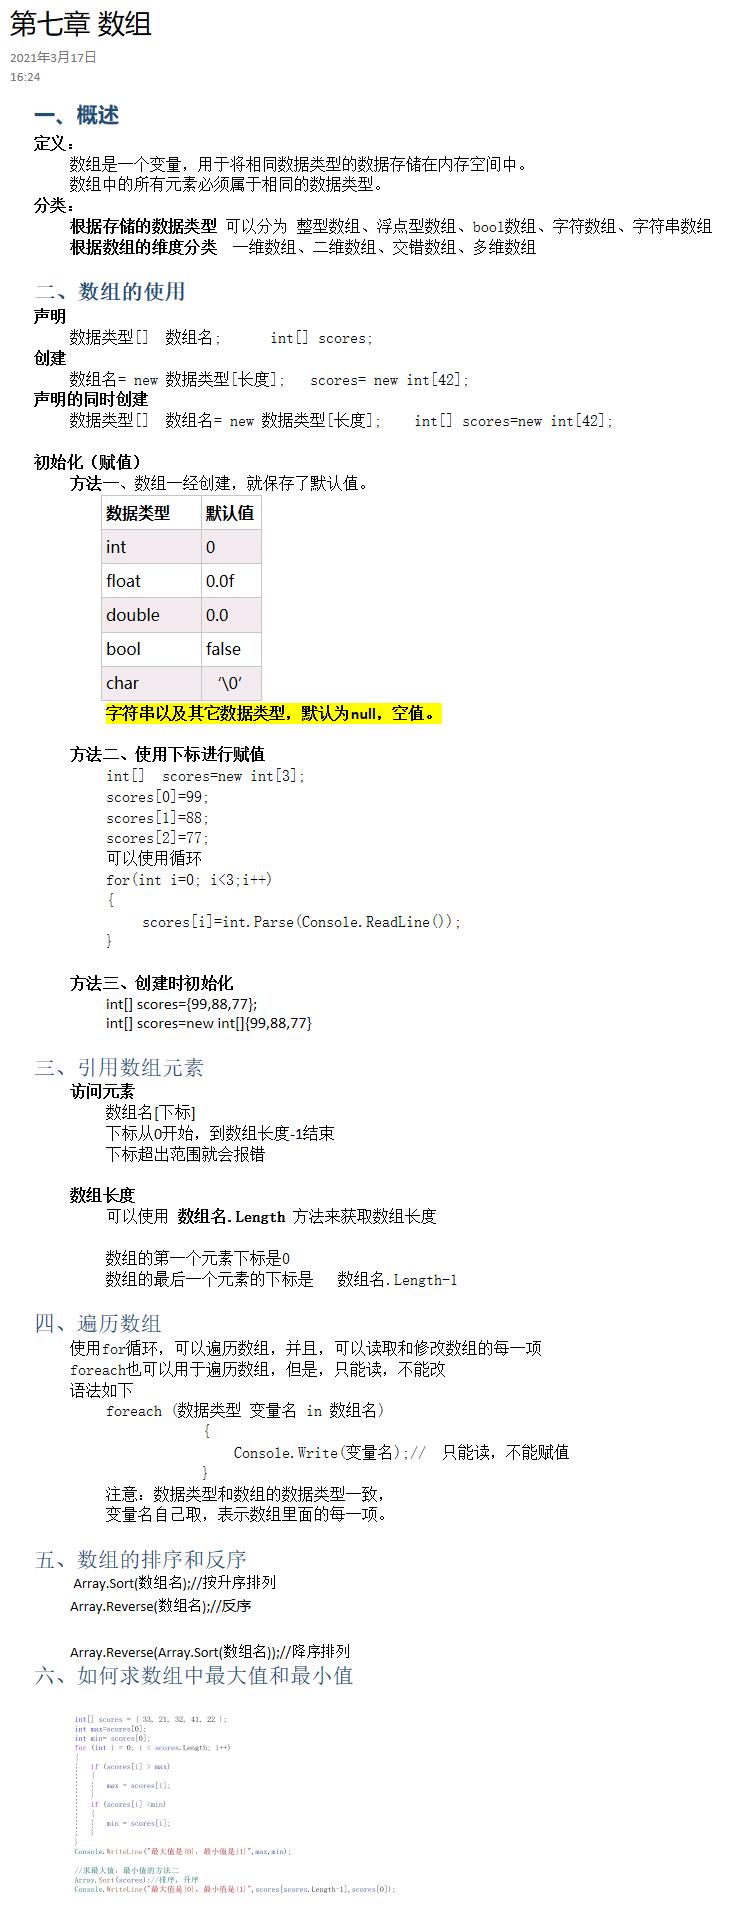 第七章 数组
2021年3月17日
16:24
一、概述
定义：
数组是一个变量，用于将相同数据类型的数据存储在内存空间中。
数组中的所有元素必须属于相同的数据类型。
分类：
根据存储的数据类型 可以分为 整型数组、浮点型数组、bool数组、字符数组、字符串数组
根据数组的维度分类 一维数组、二维数组、交错数组、多维数组
二、数组的使用
声明
数据类型[] 数组名; int[] scores;
创建
数组名= new 数据类型[长度]; scores= new int[42];
声明的同时创建
数据类型[] 数组名= new 数据类型[长度]; int[] scores=new int[42];
初始化（赋值）
方法一、数组一经创建，就保存了默认值。
数据类型 默认值
int 0
float 0.0f
double 0.0
bool false
char ‘\0’
字符串以及其它数据类型，默认为null，空值。
方法二、使用下标进行赋值
int[] scores=new int[3];
scores[0]=99;
scores[1]=88;
scores[2]=77;
可以使用循环
for(int i=0; i<3;i++)
{
scores[i]=int.Parse(Console.ReadLine());
}
方法三、创建时初始化
int[] scores={99,88,77};
int[] scores=new int[]{99,88,77}
三、引用数组元素
访问元素
数组名[下标]
下标从0开始，到数组长度-1结束
下标超出范围就会报错
数组长度
可以使用 数组名.Length 方法来获取数组长度
数组的第一个元素下标是0
数组的最后一个元素的下标是 数组名.Length-1
四、遍历数组
使用for循环，可以遍历数组，并且，可以读取和修改数组的每一项
foreach也可以用于遍历数组，但是，只能读，不能改
语法如下
foreach (数据类型 变量名 in 数组名)
{
Console.Write(变量名);// 只能读，不能赋值
}
注意：数据类型和数组的数据类型一致，
变量名自己取，表示数组里面的每一项。
五、数组的排序和反序
Array.Sort(数组名);//按升序排列
Array.Reverse(数组名);//反序
Array.Reverse(Array.Sort(数组名));//降序排列
六、如何求数组中最大值和最小值
int[] scores = { 33, 21, 32, 41, 22 };
int max=scores[0];
int min= scores[0];
for (int i = 0; i < scores.Length; i++)
{
if (scores[i] > max)
{
max = scores[i];
}
if (scores[i] <min)
{
min = scores[i];
}
}
Console.WriteLine("最大值是{0}，最小值是{1}",max,min);
//求最大值，最小值的方法二
Array.Sort(scores);//排序，升序
Console.WriteLine("最大值是{0}，最小值是{1}",scores[scores.Length-1],scores[0]);